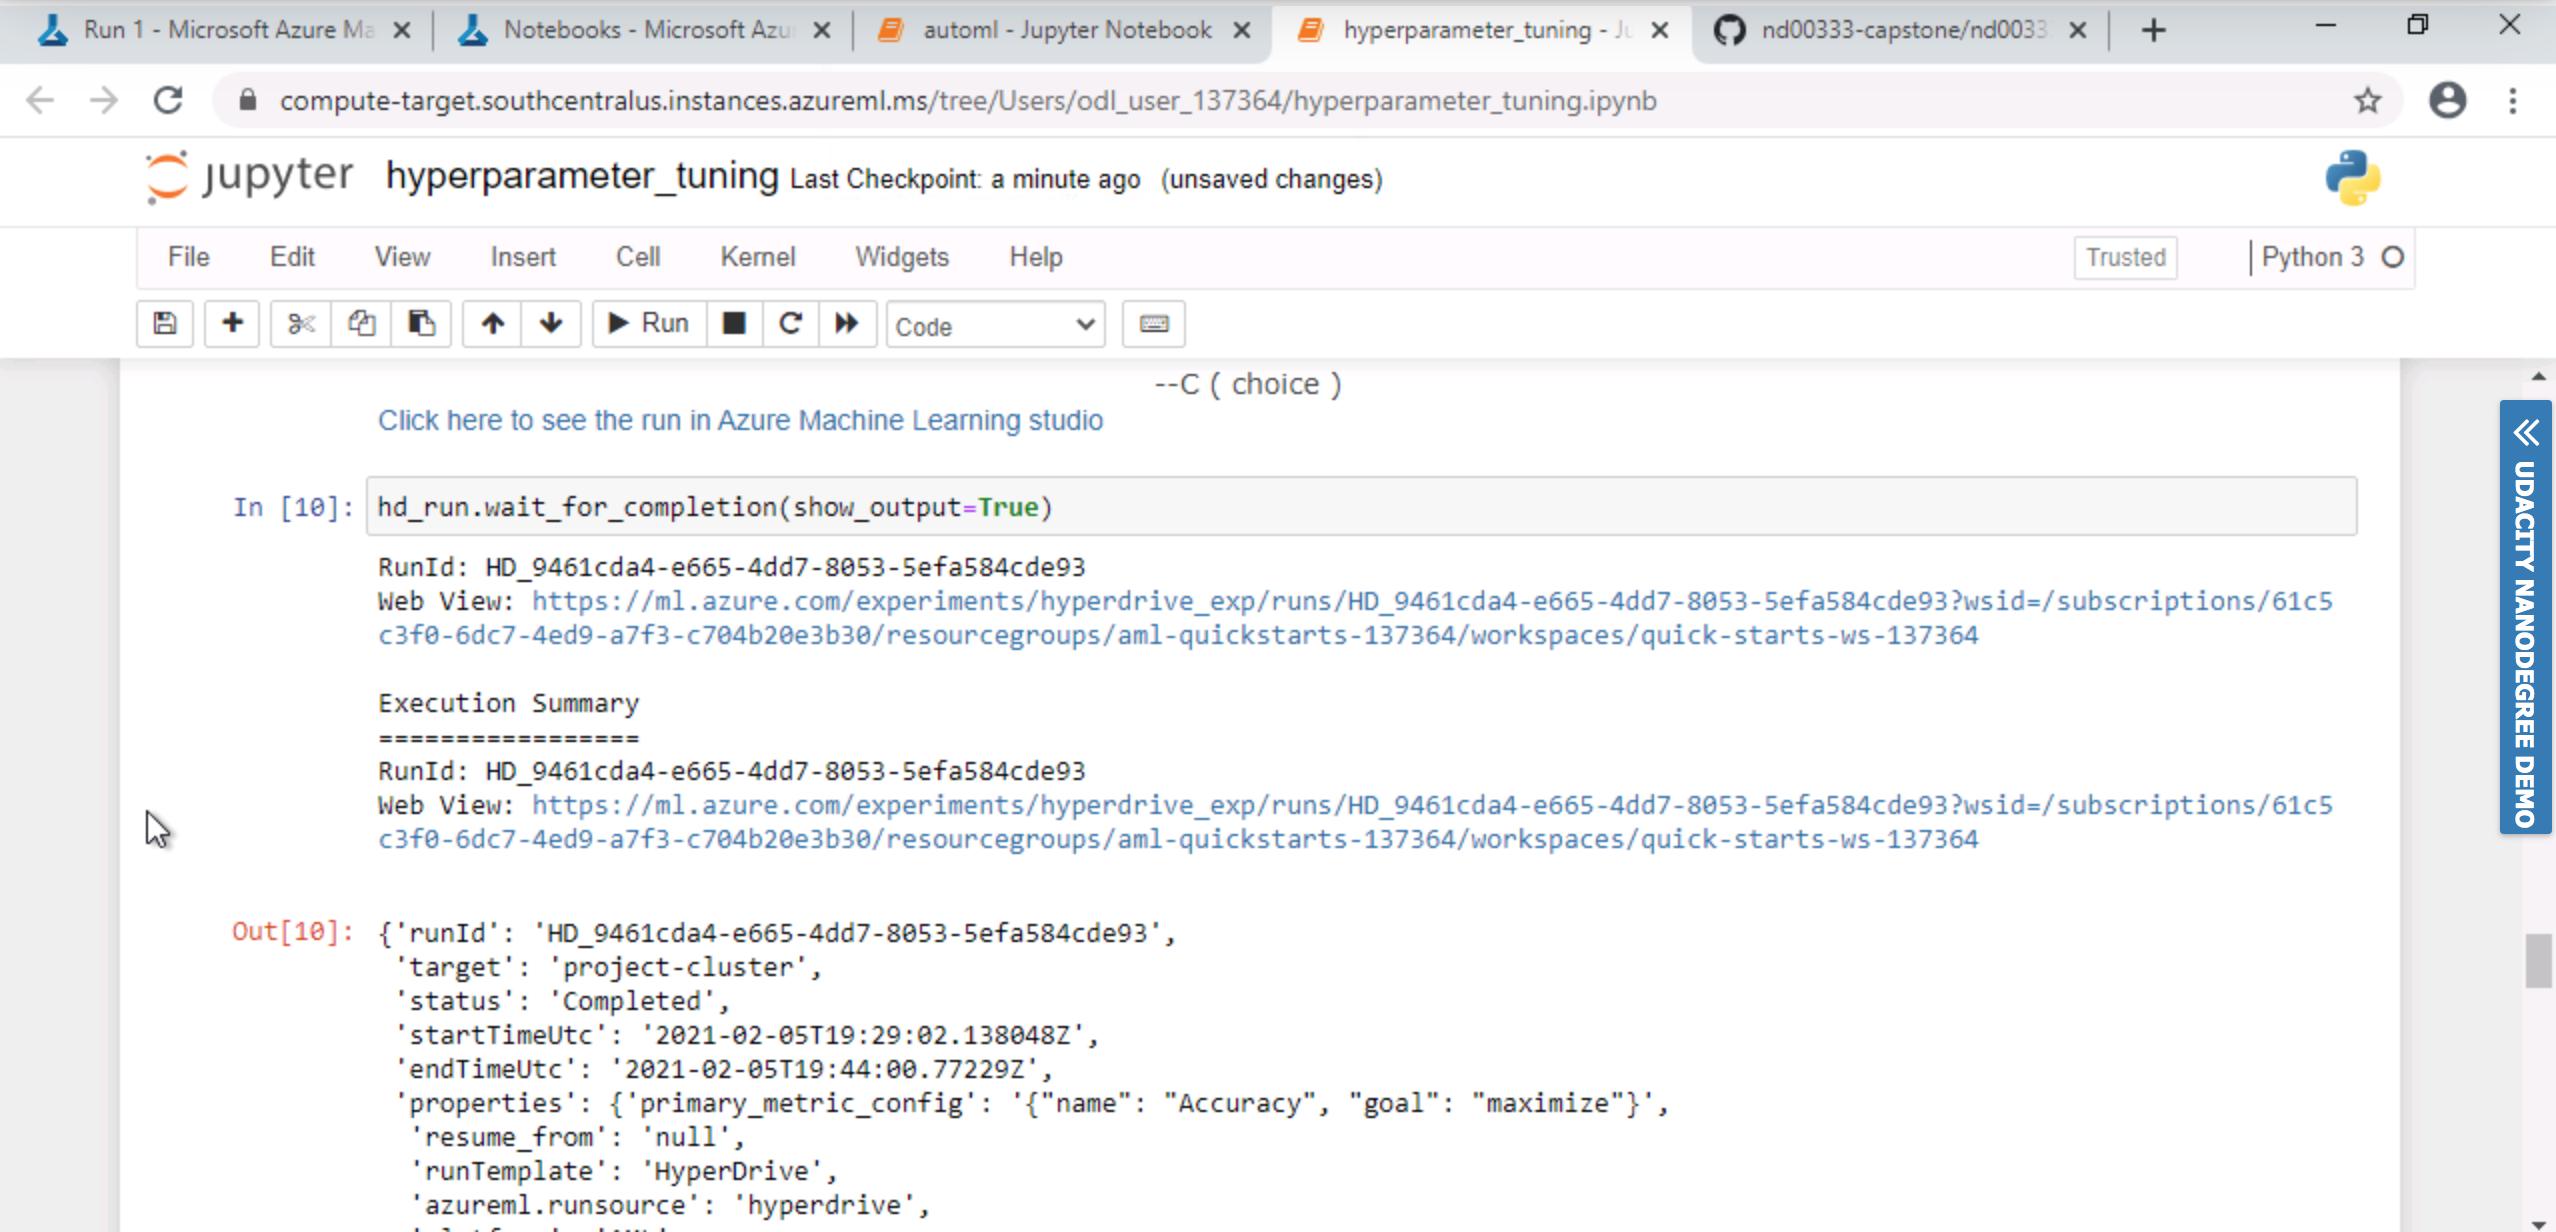 Run 1 - Microsoft Azure Ma
Notebooks - Microsoft Azu
automl - Jupyter Notebook
hyperparameter_tuning - Ju
nd00333-capstone/nd0033
compute-target.southcentralus.instances.azureml.ms/tree/Users/odl_user_137364/hyperparameter_tuning.ipynb
jupyter hyperparameter_tuning Last Checkpoint: a minute ago (unsaved changes)
File Edit View Insert Cell Kernel Widgets Help Trusted Python 3
Run Code
--C ( choice )
Click here to see the run in Azure Machine Learning studio
In [10]: hd_run.wait_for_completion(show_output=True)
RunId: HD_9461cda4-e665-4dd7-8053-5efa584cde93
Web View: https://ml.azure.com/experiments/hyperdrive_exp/runs/HD_9461cda4-e665-4dd7-8053-5efa584cde93?wsid=/subscriptions/61c5
c3f0-6dc7-4ed9-a7f3-c704b20e3b30/resourcegroups/aml-quickstarts-137364/workspaces/quick-starts-ws-137364
Execution Summary
=================
RunId: HD_9461cda4-e665-4dd7-8053-5efa584cde93
Web View: https://ml.azure.com/experiments/hyperdrive_exp/runs/HD_9461cda4-e665-4dd7-8053-5efa584cde93?wsid=/subscriptions/61c5
c3f0-6dc7-4ed9-a7f3-c704b20e3b30/resourcegroups/aml-quickstarts-137364/workspaces/quick-starts-ws-137364
Out[10]: {'runId': 'HD_9461cda4-e665-4dd7-8053-5efa584cde93',
'target': 'project-cluster',
'status': 'Completed',
'startTimeUtc': '2021-02-05T19:29:02.138048Z',
'endTimeUtc': '2021-02-05T19:44:00.77229Z',
'properties': {'primary_metric_config': '{"name": "Accuracy", "goal": "maximize"}',
'resume_from': 'null',
'runTemplate': 'HyperDrive',
'azureml.runsource': 'hyperdrive',
UDACITY NANODEGREE DEMO